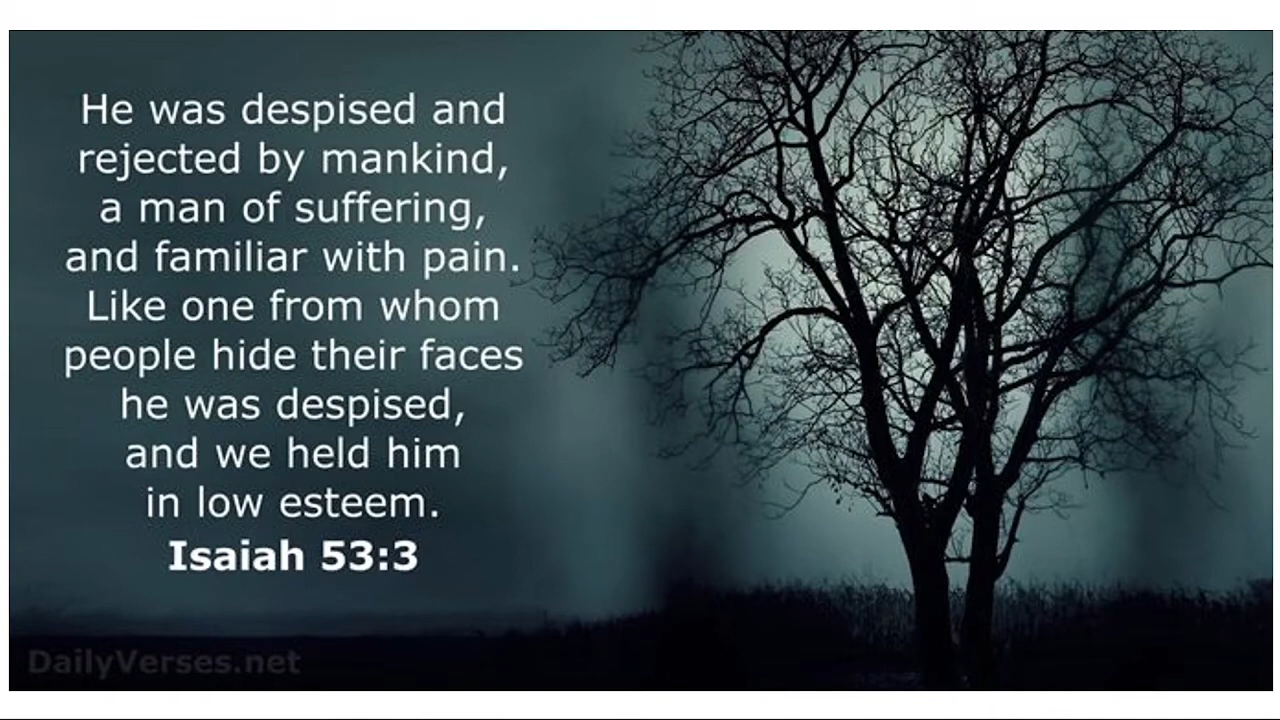 He was despised and
rejected by mankind,
a man of suffering,
and familiar with pain.
Like one from whom
people hide their faces
he was despised,
and we held him
in low esteem.
Isaiah 53:3
DailyVerses.net